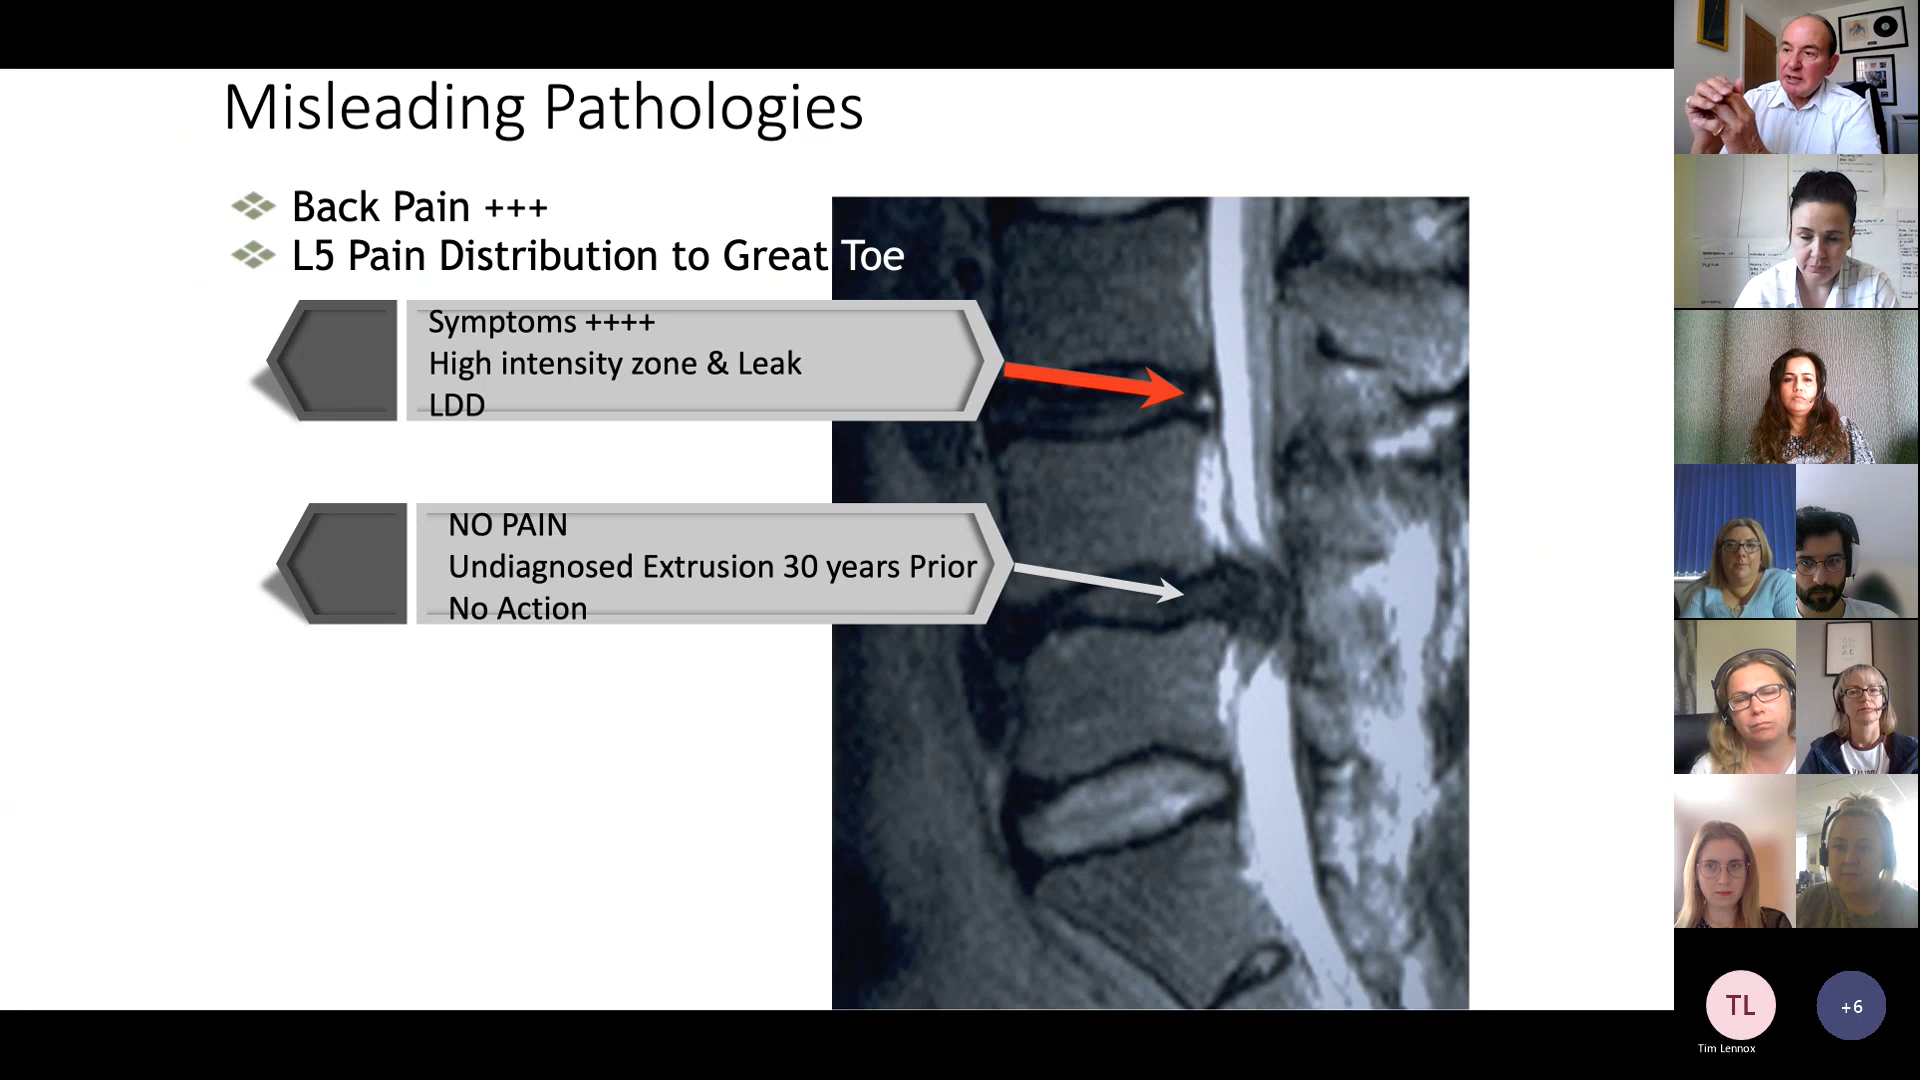 Misleading Pathologies
Back Pain +++
L5 Pain Distribution to Great Toe
Symptoms ++++
High intensity zone & Leak
LDD
NO PAIN
Undiagnosed Extrusion 30 years Prior
No Action
TL
+6
Tim Lennox